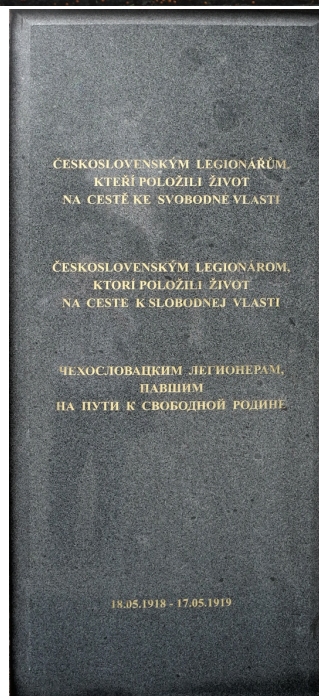 ČESKOSLOVENSKÝM LEGIONÁŘŮM,
KTEŘÍ POLOŽILI ŽIVOT
NA CESTĚ KE SVOBODNÉ VLASTI
ČESKOSLOVENSKÝM LEGIONÁROM,
KTORÍ POLOŽILI ŽIVOT
NA CESTE K SLOBODNEJ VLASTI
ЧЕХОСЛОВАЦКИМ ЛЕГИОНЕРАМ,
ПАВШИМ
НА ПУТИ К СВОБОДНОЙ РОДИНЕ
18.05.1918 - 17.05.1919